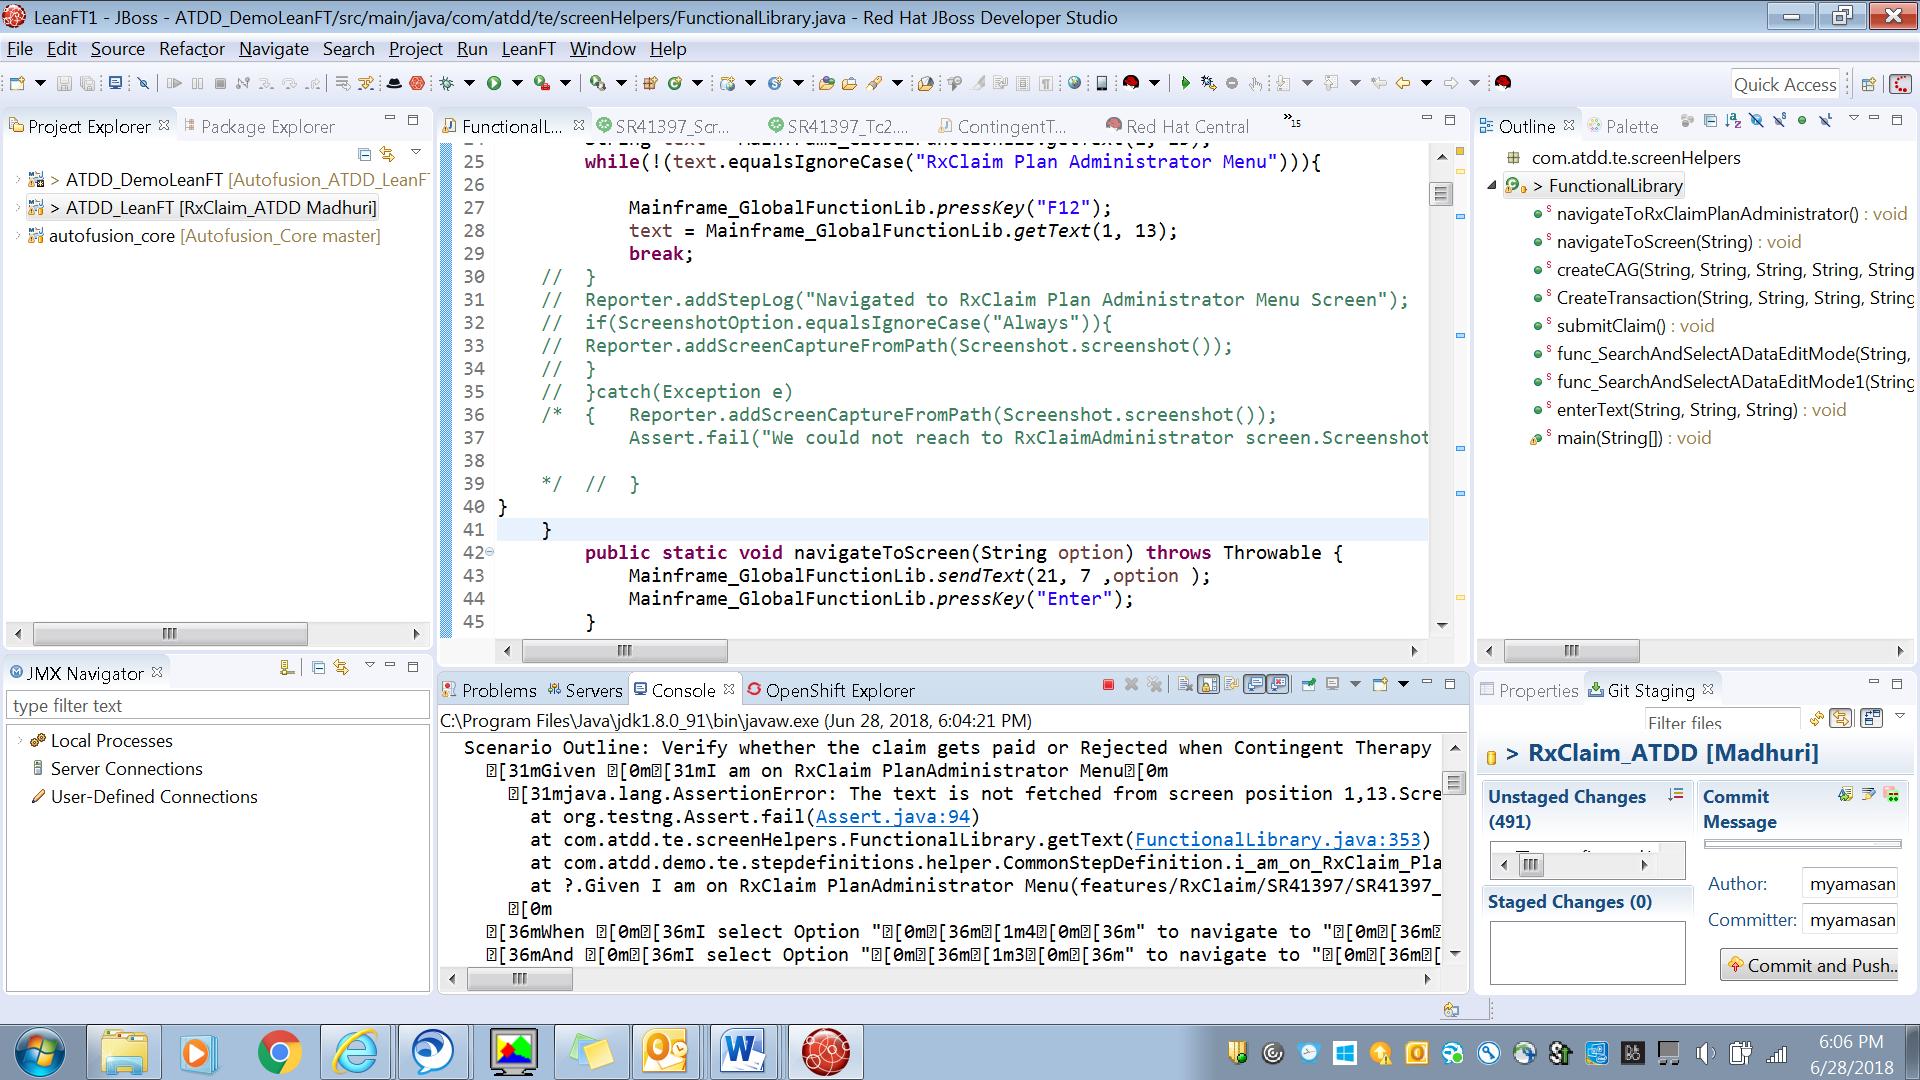 LeanFT1 - JBoss - ATDD_DemoLeanFT/src/main/java/com/atdd/te/screenHelpers/FunctionalLibrary.java - Red Hat JBoss Developer Studio
File Edit Source Refactor Navigate Search Project Run LeanFT Window Help
Quick Access
Project Explorer Package Explorer
> ATDD_DemoLeanFT [Autofusion_ATDD_LeanF
> ATDD_LeanFT [RxClaim_ATDD Madhuri]
autofusion_core [Autofusion_Core master]
JMX Navigator
type filter text
Local Processes
Server Connections
User-Defined Connections
FunctionalL... SR41397_Scr... SR41397_Tc2.... ContingentT... Red Hat Central »15
25 while(!(text.equalsIgnoreCase("RxClaim Plan Administrator Menu"))){
26
27 Mainframe_GlobalFunctionLib.pressKey("F12");
28 text = Mainframe_GlobalFunctionLib.getText(1, 13);
29 break;
30 // }
31 // Reporter.addStepLog("Navigated to RxClaim Plan Administrator Menu Screen");
32 // if(ScreenshotOption.equalsIgnoreCase("Always")){
33 // Reporter.addScreenCaptureFromPath(Screenshot.screenshot());
34 // }
35 // }catch(Exception e)
36 /* { Reporter.addScreenCaptureFromPath(Screenshot.screenshot());
37 Assert.fail("We could not reach to RxClaimAdministrator screen.Screenshot
38
39 */ // }
40 }
41 }
42 public static void navigateToScreen(String option) throws Throwable {
43 Mainframe_GlobalFunctionLib.sendText(21, 7 ,option );
44 Mainframe_GlobalFunctionLib.pressKey("Enter");
45 }
Problems Servers Console OpenShift Explorer
C:\Program Files\Java\jdk1.8.0_91\bin\javaw.exe (Jun 28, 2018, 6:04:21 PM)
Scenario Outline: Verify whether the claim gets paid or Rejected when Contingent Therapy
[31mGiven [0m[31mI am on RxClaim PlanAdministrator Menu[0m
[31mjava.lang.AssertionError: The text is not fetched from screen position 1,13.Scre
at org.testng.Assert.fail(Assert.java:94)
at com.atdd.te.screenHelpers.FunctionalLibrary.getText(FunctionalLibrary.java:353)
at com.atdd.demo.te.stepdefinitions.helper.CommonStepDefinition.i_am_on_RxClaim_Pla
at ?.Given I am on RxClaim PlanAdministrator Menu(features/RxClaim/SR41397/SR41397_
[0m
[36mWhen [0m[36mI select Option "[0m[36m[1m4[0m[36m" to navigate to "[0m[36m
[36mAnd [0m[36mI select Option "[0m[36m[1m3[0m[36m" to navigate to "[0m[36m[
Outline Palette
com.atdd.te.screenHelpers
> FunctionalLibrary
navigateToRxClaimPlanAdministrator() : void
navigateToScreen(String) : void
createCAG(String, String, String, String, String
CreateTransaction(String, String, String, String
submitClaim() : void
func_SearchAndSelectADataEditMode(String,
func_SearchAndSelectADataEditMode1(String
enterText(String, String, String) : void
main(String[]) : void
Properties Git Staging
Filter files
> RxClaim_ATDD [Madhuri]
Unstaged Changes (491)
Staged Changes (0)
Commit Message
Author: myamasan
Committer: myamasan
Commit and Push...
6:06 PM
6/28/2018